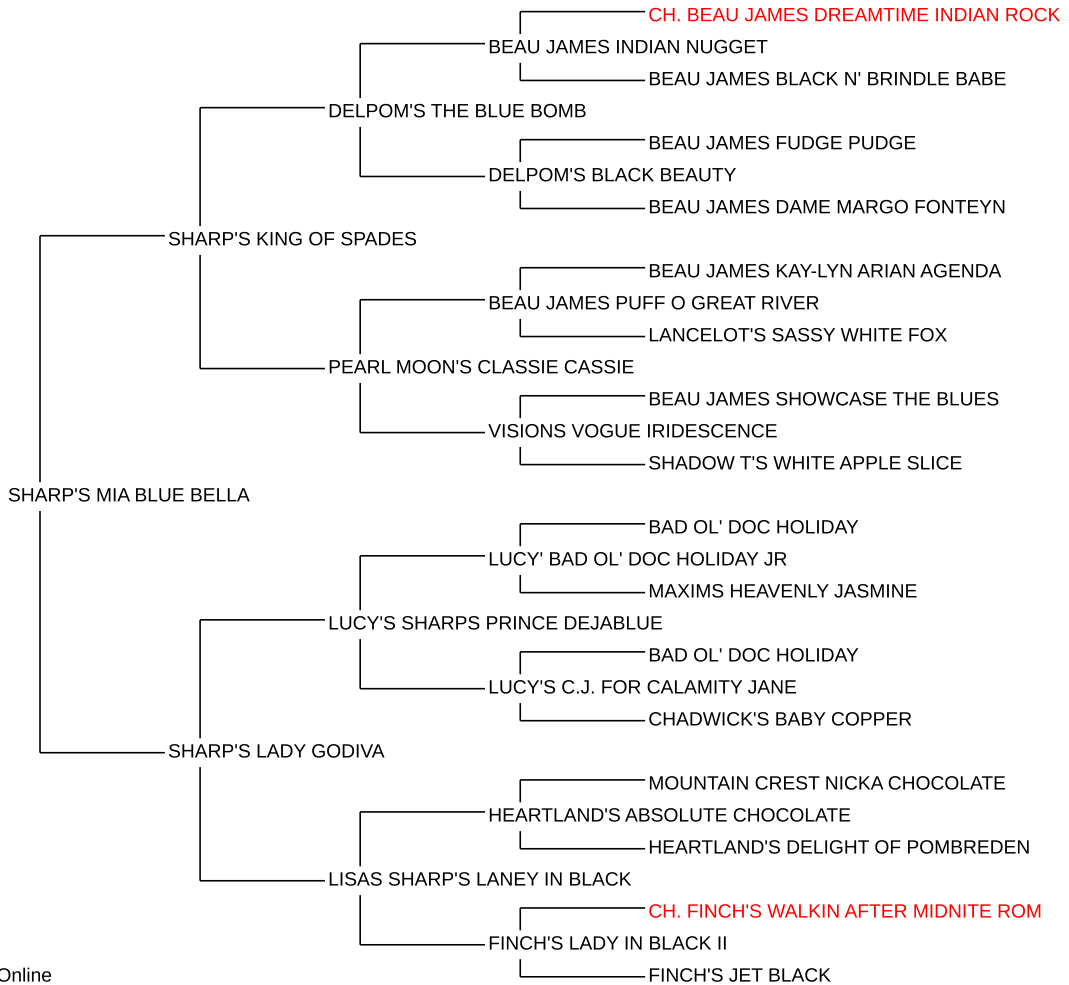 CH. BEAU JAMES DREAMTIME INDIAN ROCK
BEAU JAMES INDIAN NUGGET
BEAU JAMES BLACK N' BRINDLE BABE
DELPOM'S THE BLUE BOMB
BEAU JAMES FUDGE PUDGE
DELPOM'S BLACK BEAUTY
BEAU JAMES DAME MARGO FONTEYN
SHARP'S KING OF SPADES
BEAU JAMES KAY-LYN ARIAN AGENDA
BEAU JAMES PUFF O GREAT RIVER
LANCELOT'S SASSY WHITE FOX
PEARL MOON'S CLASSIE CASSIE
BEAU JAMES SHOWCASE THE BLUES
VISIONS VOGUE IRIDESCENCE
SHADOW T'S WHITE APPLE SLICE
SHARP'S MIA BLUE BELLA
BAD OL' DOC HOLIDAY
LUCY' BAD OL' DOC HOLIDAY JR
MAXIMS HEAVENLY JASMINE
LUCY'S SHARPS PRINCE DEJABLUE
BAD OL' DOC HOLIDAY
LUCY'S C.J. FOR CALAMITY JANE
CHADWICK'S BABY COPPER
SHARP'S LADY GODIVA
MOUNTAIN CREST NICKA CHOCOLATE
HEARTLAND'S ABSOLUTE CHOCOLATE
HEARTLAND'S DELIGHT OF POMBREDEN
LISAS SHARP'S LANEY IN BLACK
CH. FINCH'S WALKIN AFTER MIDNITE ROM
FINCH'S LADY IN BLACK II
FINCH'S JET BLACK
Online